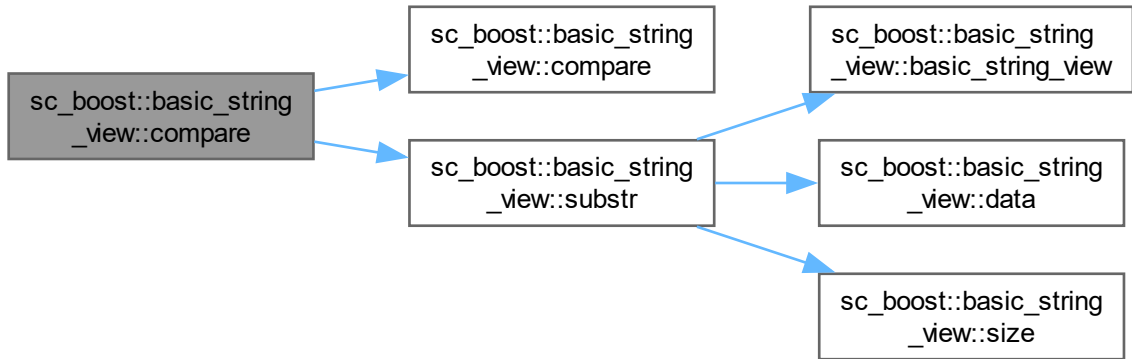 sc_boost::basic_string
_view::compare
sc_boost::basic_string
_view::compare
sc_boost::basic_string
_view::substr
sc_boost::basic_string
_view::basic_string_view
sc_boost::basic_string
_view::data
sc_boost::basic_string
_view::size